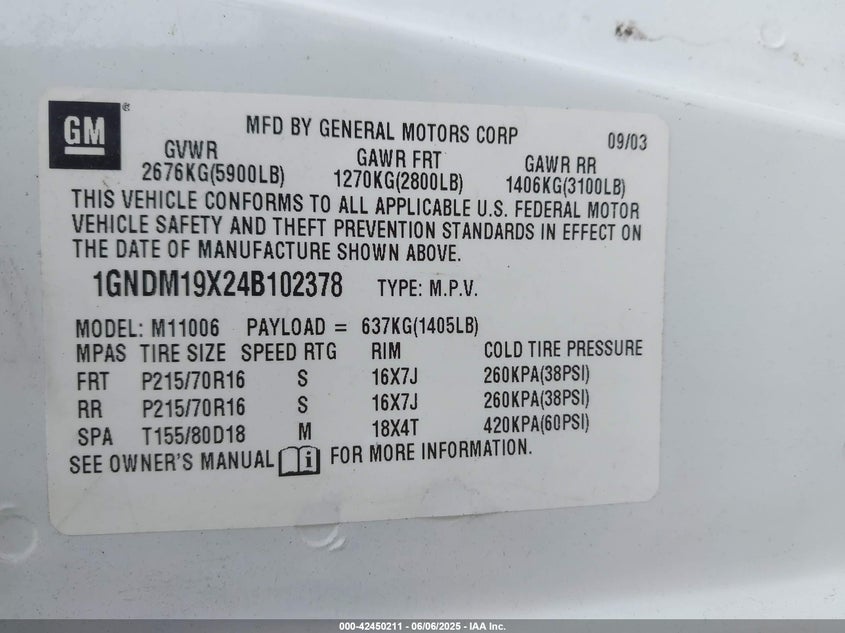 GM®
MFD BY GENERAL MOTORS CORP 09/03
GVWR GAWR FRT GAWR RR
2676KG(5900LB) 1270KG(2800LB) 1406KG(3100LB)
THIS VEHICLE CONFORMS TO ALL APPLICABLE U.S. FEDERAL MOTOR
VEHICLE SAFETY AND THEFT PREVENTION STANDARDS IN EFFECT ON
THE DATE OF MANUFACTURE SHOWN ABOVE.
1GNDM19X24B102378 TYPE: M.P.V.
MODEL: M11006 PAYLOAD = 637KG(1405LB)
MPAS TIRE SIZE SPEED RTG RIM COLD TIRE PRESSURE
FRT P215/70R16 S 16X7J 260KPA(38PSI)
RR P215/70R16 S 16X7J 260KPA(38PSI)
SPA T155/80D18 M 18X4T 420KPA(60PSI)
SEE OWNER'S MANUAL i FOR MORE INFORMATION.
000-42450211 - 06/06/2025 - IAA Inc.